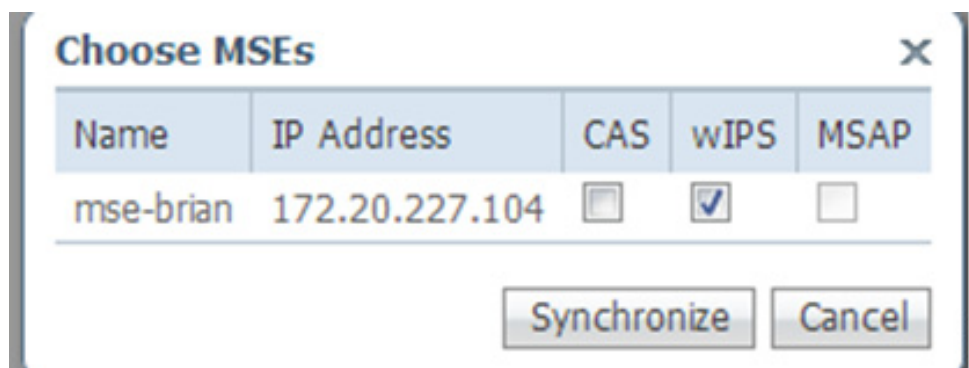 Choose MSEs
Name IP Address CAS wIPS MSAP
mse-brian 172.20.227.104
Synchronize Cancel